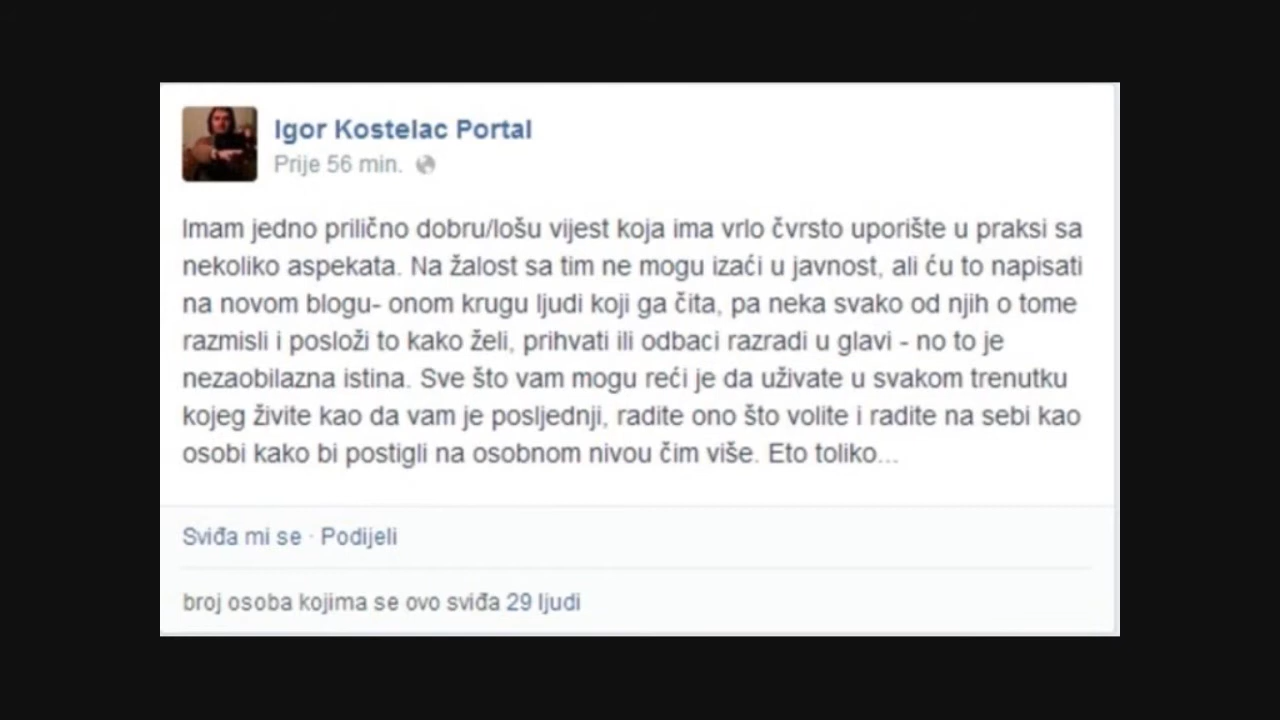 Igor Kostelac Portal
Prije 56 min.
Imam jedno prilično dobru/lošu vijest koja ima vrlo čvrsto uporište u praksi sa
nekoliko aspekata. Na žalost sa tim ne mogu izaći u javnost, ali ću to napisati
na novom blogu- onom krugu ljudi koji ga čita, pa neka svako od njih o tome
razmisli i posloži to kako želi, prihvati ili odbaci razradi u glavi - no to je
nezaobilazna istina. Sve što vam mogu reći je da uživate u svakom trenutku
kojeg živite kao da vam je posljednji, radite ono što volite i radite na sebi kao
osobi kako bi postigli na osobnom nivou čim više. Eto toliko...
Sviđa mi se · Podijeli
broj osoba kojima se ovo sviđa 29 ljudi